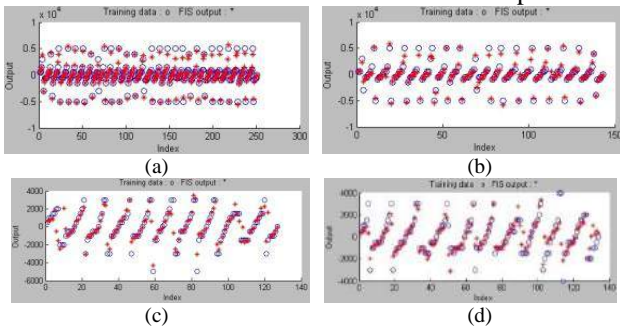 Training data : o   FIS output : *
x 10⁴
1
0.5
0
-0.5
-1
0 50 100 150 200 250 300
Output
Index
(a)
Training data : o   FIS output : *
x 10⁴
1
0.5
0
-0.5
-1
0 50 100 150
Output
Index
(b)
Training data : o   FIS output : *
4000
2000
0
-2000
-4000
-6000
0 20 40 60 80 100 120 140
Output
Index
(c)
Training data : o   FIS output : *
4000
2000
0
-2000
-4000
0 20 40 60 80 100 120 140
Output
Index
(d)